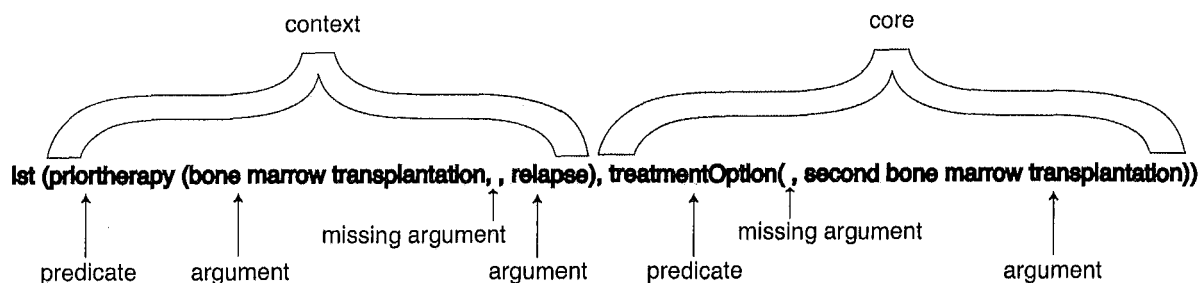 context core
Ist (priortherapy (bone marrow transplantation, , relapse), treatmentOption( , second bone marrow transplantation))
missing argument missing argument
predicate argument argument predicate argument